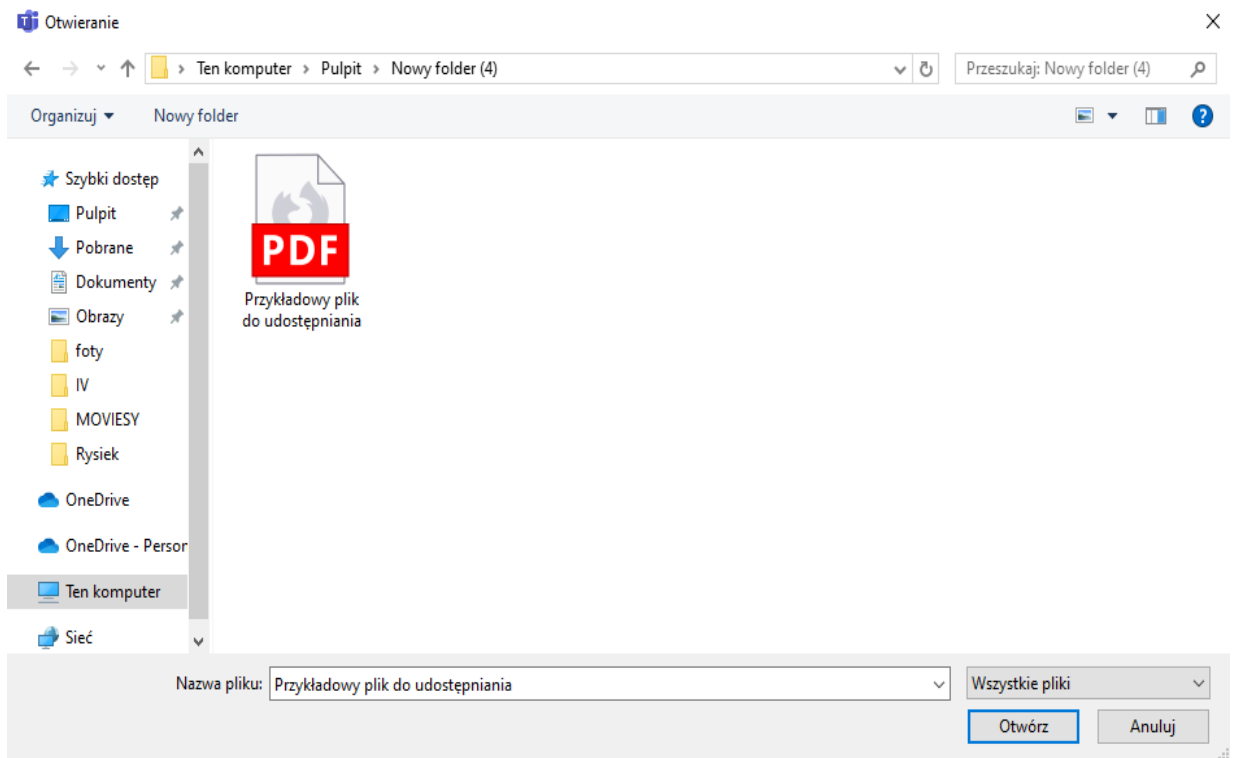 Otwieranie
Ten komputer > Pulpit > Nowy folder (4)
Przeszukaj: Nowy folder (4)
Organizuj
Nowy folder
Szybki dostęp
Pulpit
Pobrane
Dokumenty
Obrazy
foty
IV
MOVIESY
Rysiek
OneDrive
OneDrive - Person
Ten komputer
Sieć
PDF
Przykładowy plik
do udostępniania
Nazwa pliku: Przykładowy plik do udostępniania
Wszystkie pliki
Otwórz
Anuluj